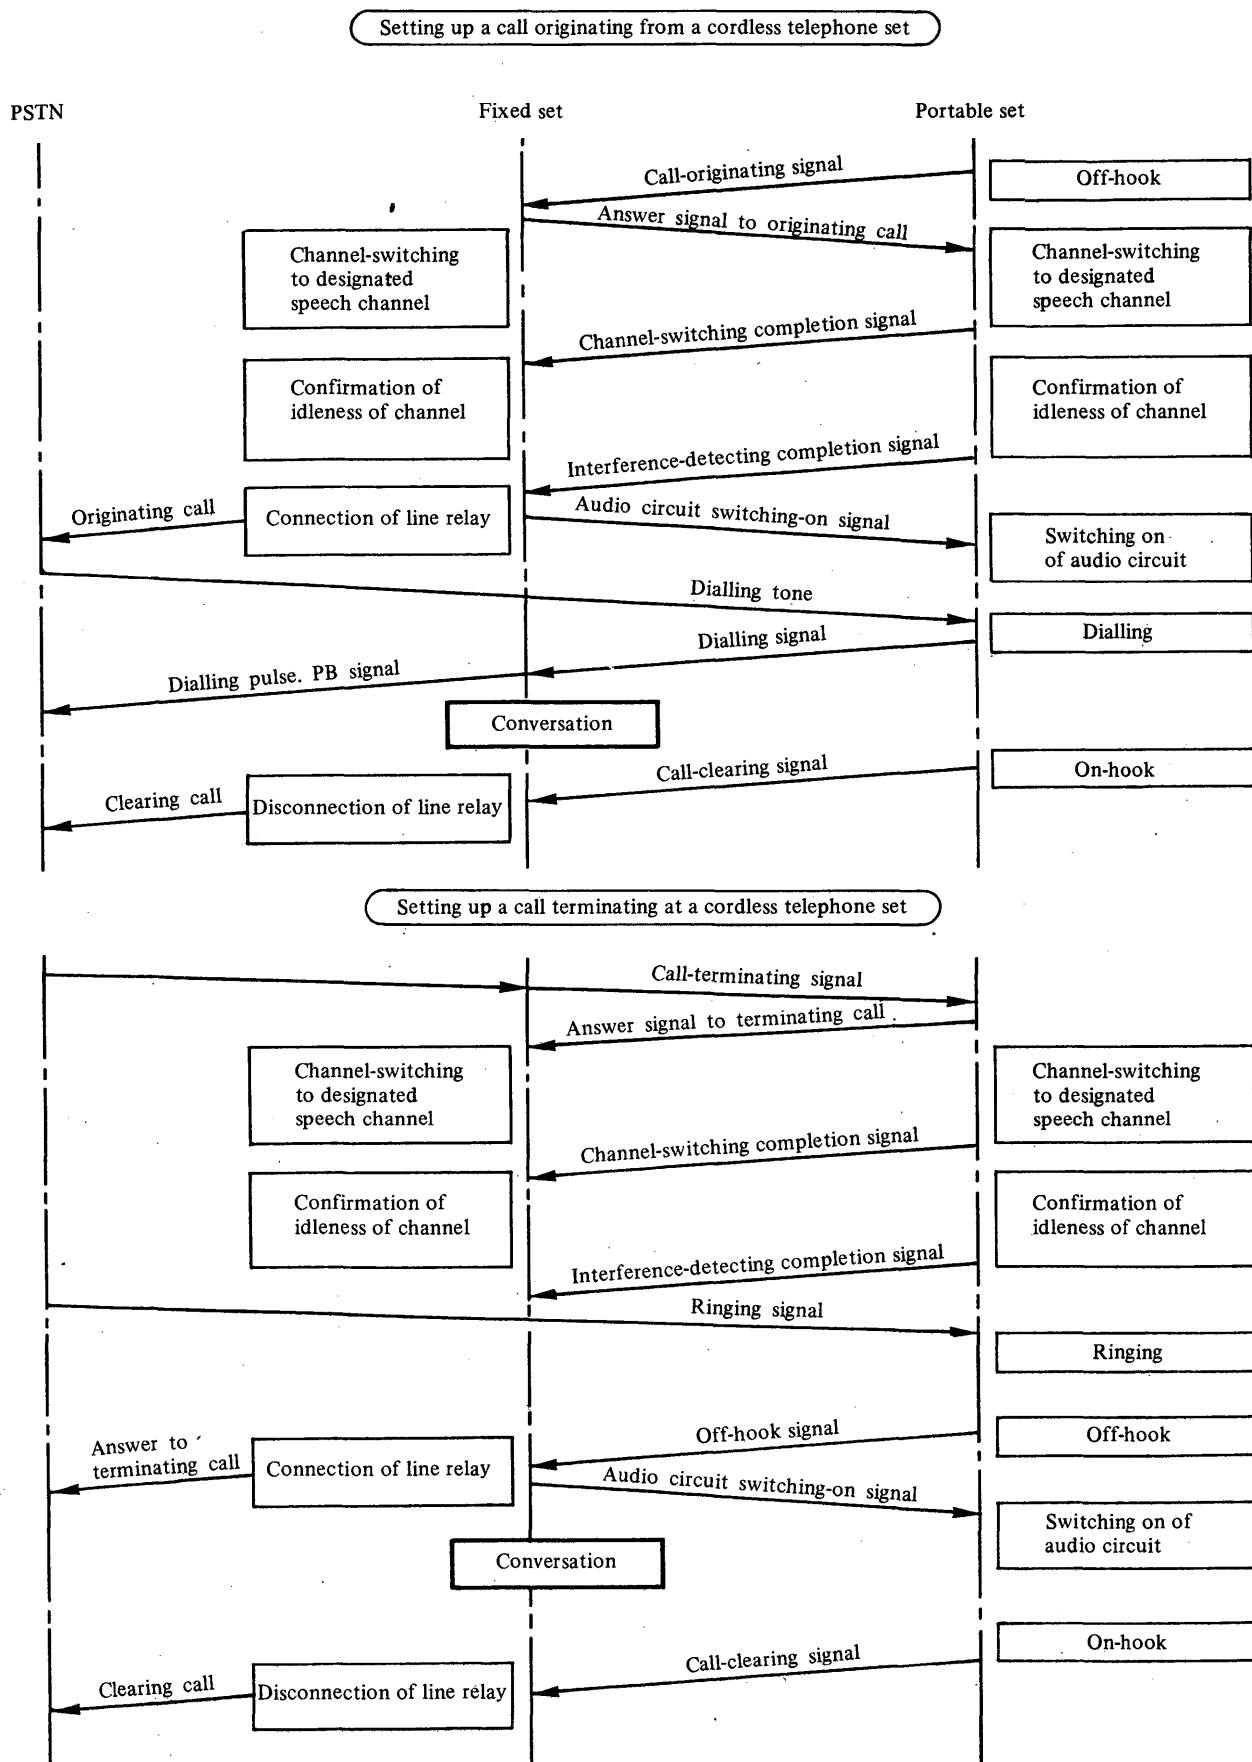 Setting up a call originating from a cordless telephone set
PSTN
Fixed set
Portable set
Call-originating signal
Off-hook
Answer signal to originating call
Channel-switching
to designated
speech channel
Channel-switching
to designated
speech channel
Channel-switching completion signal
Confirmation of
idleness of channel
Confirmation of
idleness of channel
Interference-detecting completion signal
Originating call
Connection of line relay
Audio circuit switching-on signal
Switching on
of audio circuit
Dialling tone
Dialling signal
Dialling
Dialling pulse. PB signal
Conversation
Call-clearing signal
On-hook
Clearing call
Disconnection of line relay
Setting up a call terminating at a cordless telephone set
Call-terminating signal
Answer signal to terminating call
Channel-switching
to designated
speech channel
Channel-switching
to designated
speech channel
Channel-switching completion signal
Confirmation of
idleness of channel
Confirmation of
idleness of channel
Interference-detecting completion signal
Ringing signal
Ringing
Off-hook signal
Off-hook
Answer to
terminating call
Connection of line relay
Audio circuit switching-on signal
Switching on of
audio circuit
Conversation
On-hook
Call-clearing signal
Clearing call
Disconnection of line relay